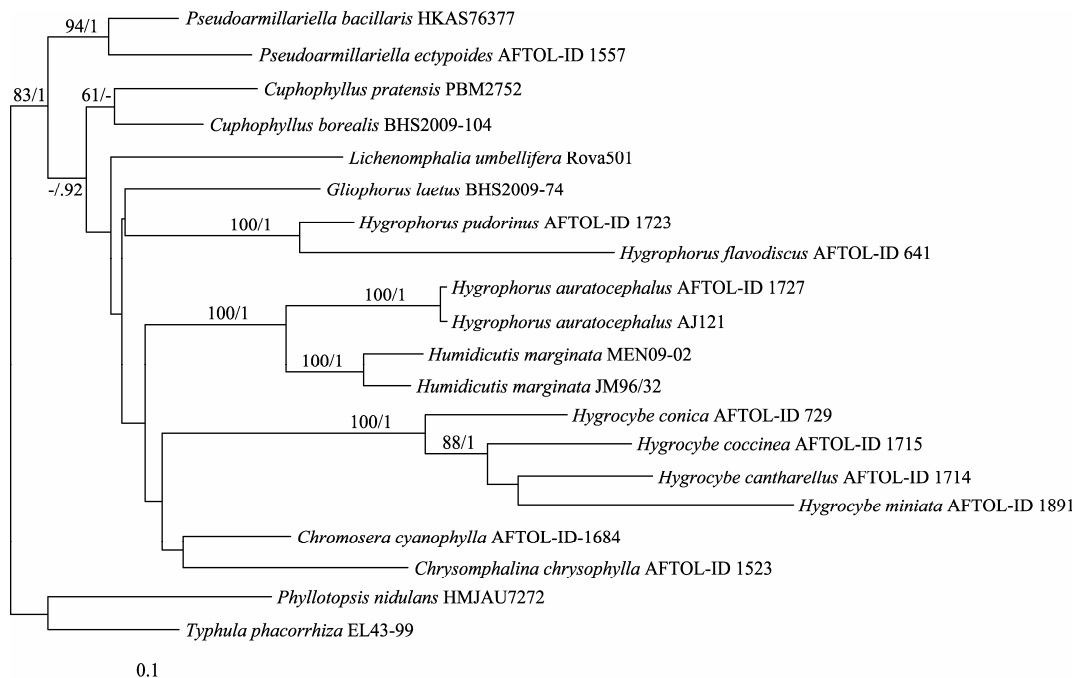 Pseudoarmillariella bacillaris HKAS76377
94/1
Pseudoarmillariella ectypoides AFTOL-ID 1557
83/1
Cuphophyllus pratensis PBM2752
61/-
Cuphophyllus borealis BHS2009-104
Lichenomphalia umbellifera Rova501
-/.92
Gliophorus laetus BHS2009-74
Hygrophorus pudorinus AFTOL-ID 1723
100/1
Hygrophorus flavodiscus AFTOL-ID 641
Hygrophorus auratocephalus AFTOL-ID 1727
100/1
100/1
Hygrophorus auratocephalus AJ121
Humidicutis marginata MEN09-02
100/1
Humidicutis marginata JM96/32
Hygrocybe conica AFTOL-ID 729
100/1
88/1
Hygrocybe coccinea AFTOL-ID 1715
Hygrocybe cantharellus AFTOL-ID 1714
Hygrocybe miniata AFTOL-ID 1891
Chromosera cyanophylla AFTOL-ID-1684
Chrysomphalina chrysophylla AFTOL-ID 1523
Phyllotopsis nidulans HMJAU7272
Typhula phacorrhiza EL43-99
0.1